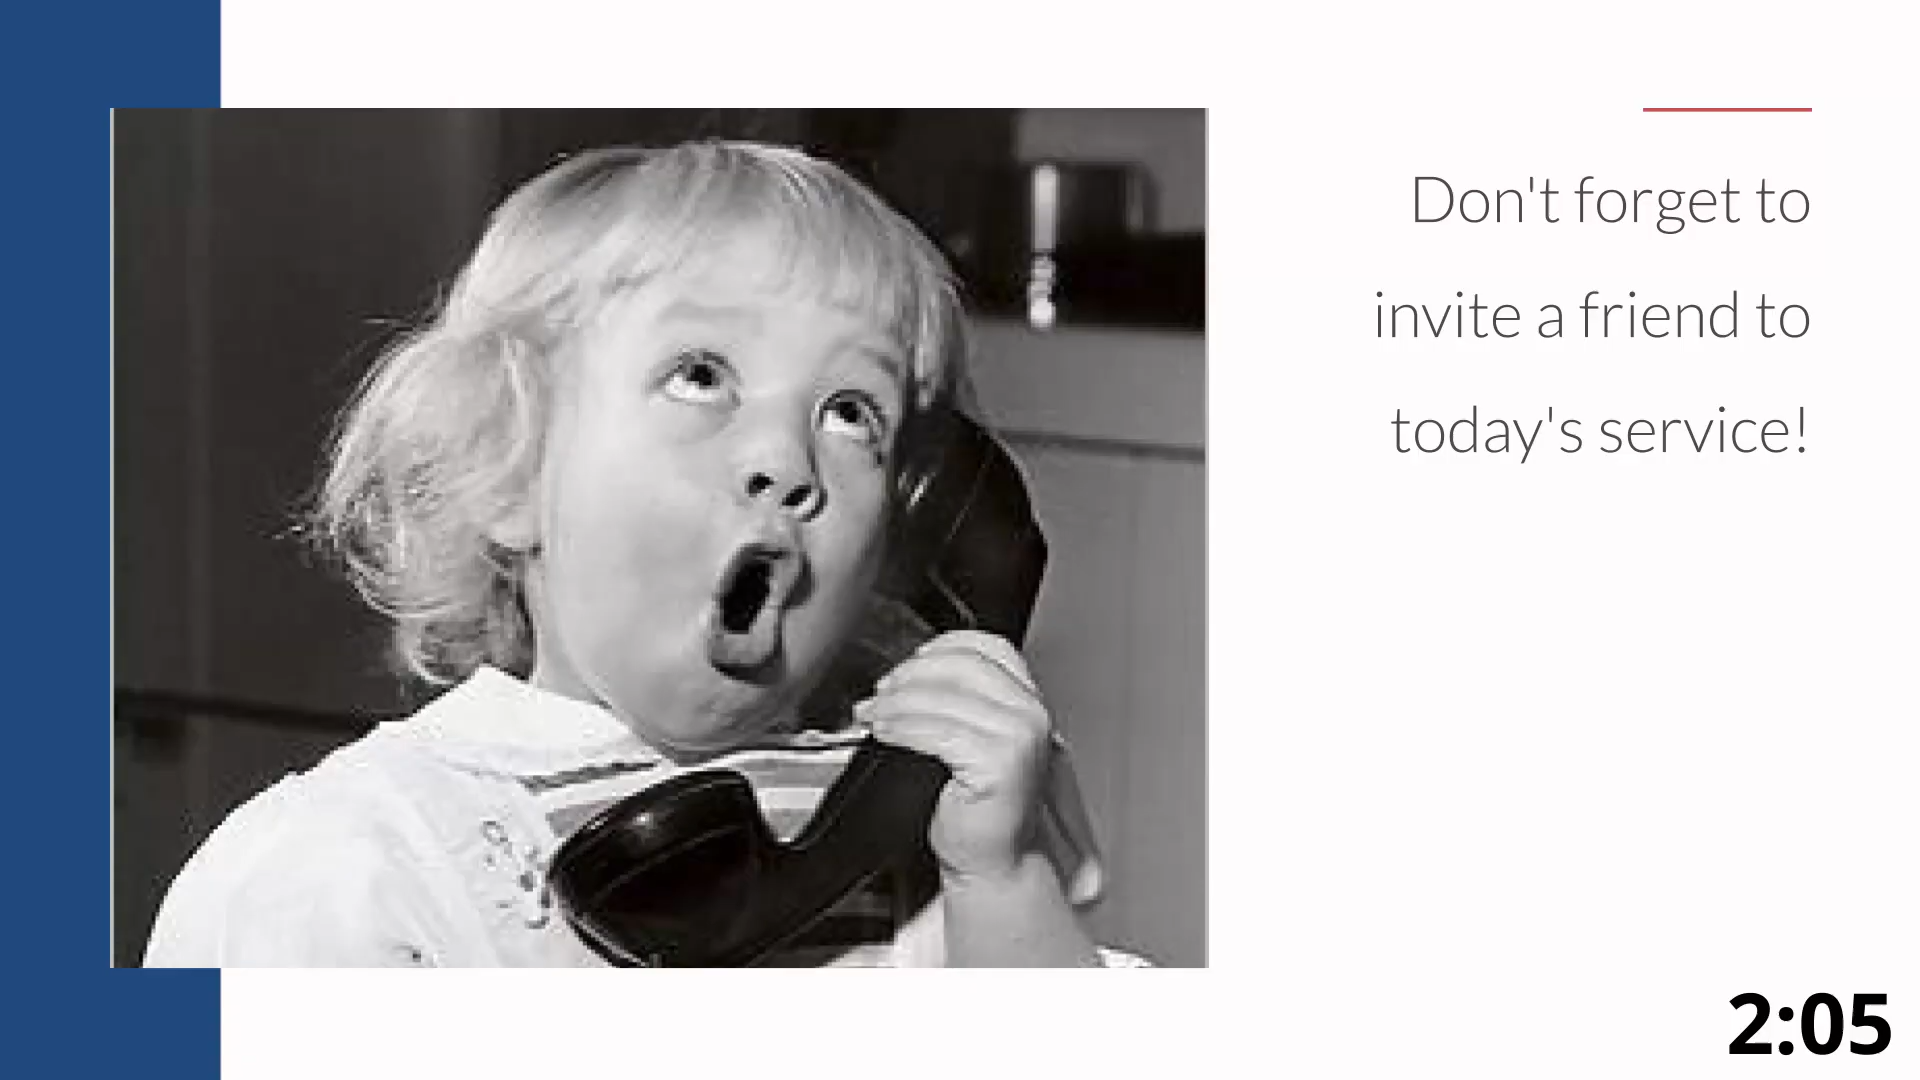 Don't forget to
invite a friend to
today's service!
2:05